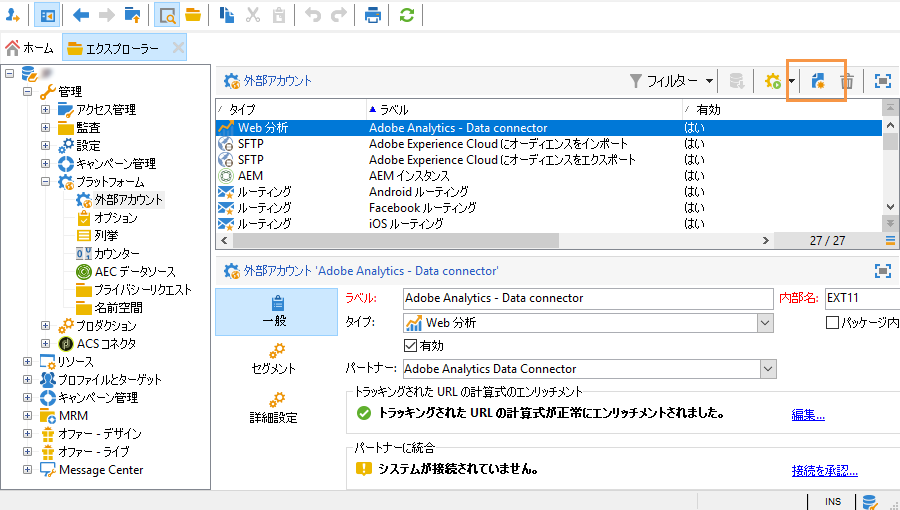 ホーム
エクスプローラー
管理
アクセス管理
監査
設定
キャンペーン管理
プラットフォーム
外部アカウント
オプション
列挙
カウンター
AEC データソース
プライバシーリクエスト
名前空間
プロダクション
ACS コネクタ
リソース
プロファイルとターゲット
キャンペーン管理
MRM
オファー - デザイン
オファー - ライブ
Message Center
外部アカウント
フィルター
タイプ ラベル 有効
Web 分析 Adobe Analytics - Data connector はい
SFTP Adobe Experience Cloud にオーディエンスをインポート はい
SFTP Adobe Experience Cloud にオーディエンスをエクスポート はい
AEM AEM インスタンス はい
ルーティング Android ルーティング はい
ルーティング Facebook ルーティング はい
ルーティング iOS ルーティング はい
27 / 27
外部アカウント 'Adobe Analytics - Data connector'
一般
セグメント
詳細設定
ラベル: Adobe Analytics - Data connector 内部名: EXT11
タイプ: Web 分析 パッケージ内
有効
パートナー: Adobe Analytics Data Connector
トラッキングされた URL の計算式のエンリッチメント
トラッキングされた URL の計算式が正常にエンリッチメントされました。 編集...
パートナーに統合
システムが接続されていません。 接続を承認...
INS